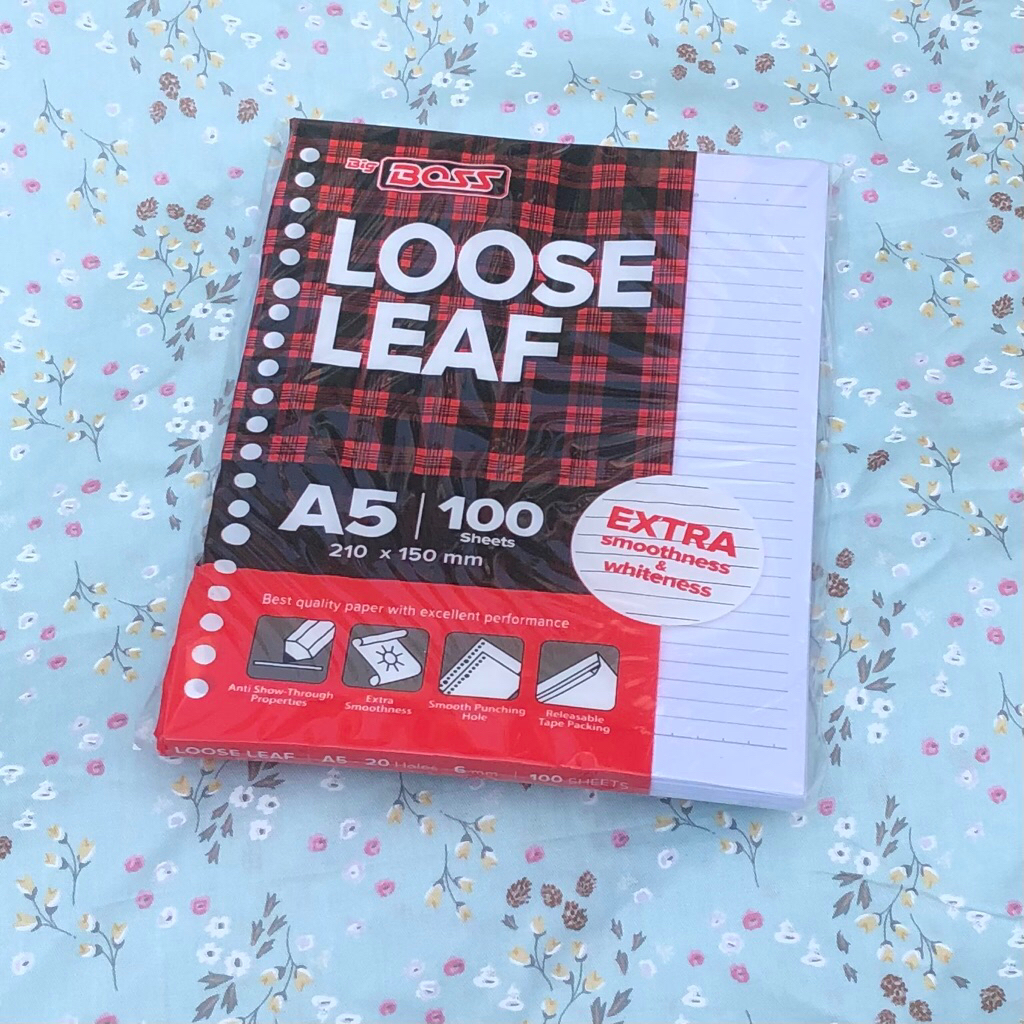 Big BOSS
LOOSE
LEAF
A5 | 100
Sheets
210 x 150 mm
EXTRA
smoothness
&
whiteness
Best quality paper with excellent performance
Anti Show-Through
Properties
Extra
Smoothness
Smooth Punching
Hole
Releasable
Tape Packing
LOOSE LEAF | A5 - 20 Holes - 6 mm | 100 SHEETS